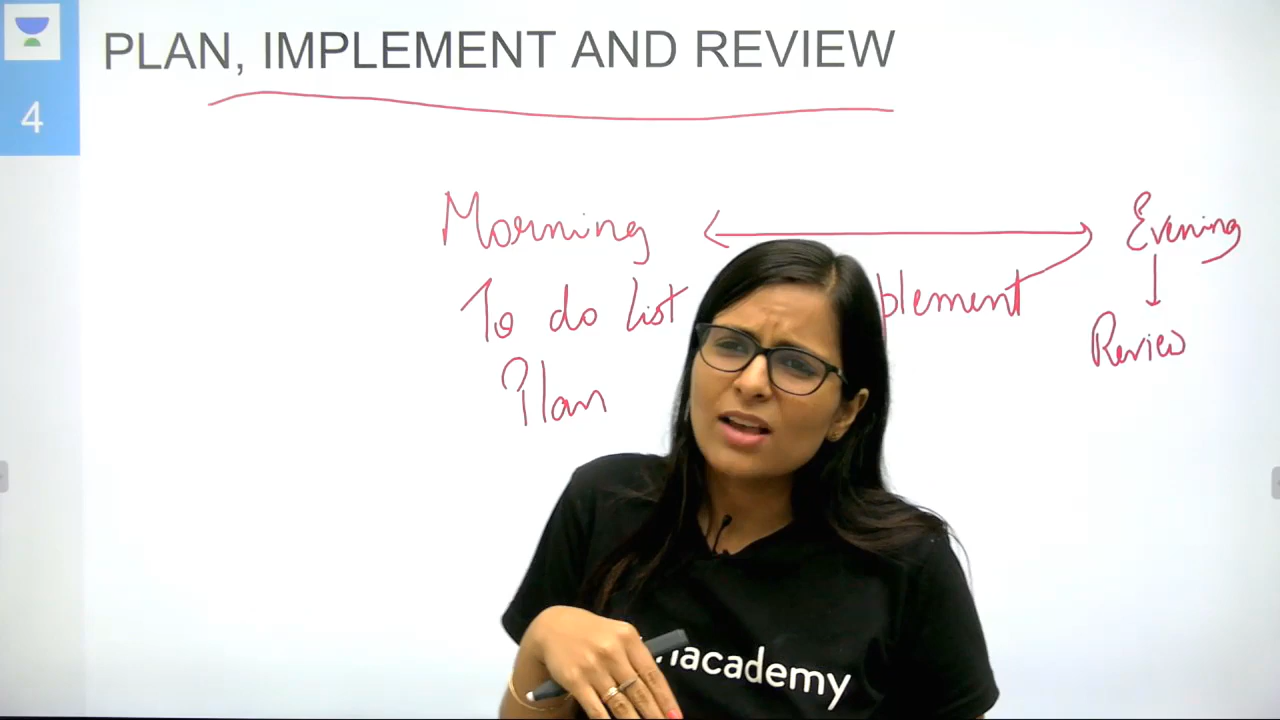 4
PLAN, IMPLEMENT AND REVIEW
Morning
Evening
To do list
plement
Review
Plan
academy